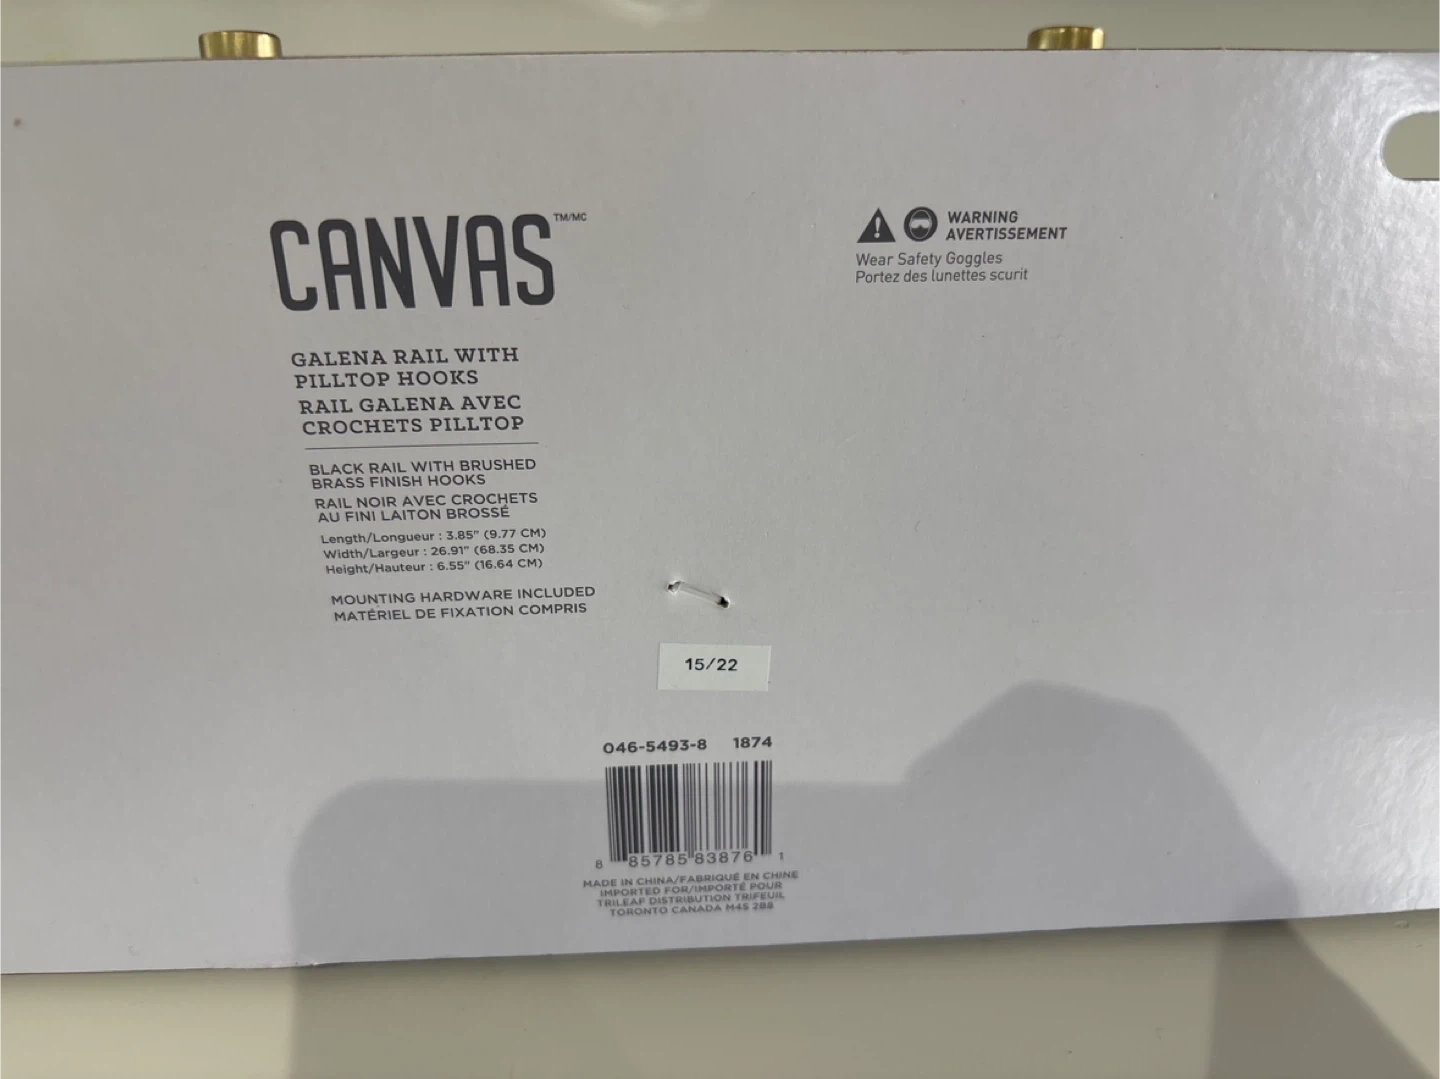 CANVAS TM/MC
GALENA RAIL WITH
PILLTOP HOOKS
RAIL GALENA AVEC
CROCHETS PILLTOP
BLACK RAIL WITH BRUSHED
BRASS FINISH HOOKS
RAIL NOIR AVEC CROCHETS
AU FINI LAITON BROSSÉ
Length/Longueur : 3.85" (9.77 CM)
Width/Largeur : 26.91" (68.35 CM)
Height/Hauteur : 6.55" (16.64 CM)
MOUNTING HARDWARE INCLUDED
MATÉRIEL DE FIXATION COMPRIS
WARNING
AVERTISSEMENT
Wear Safety Goggles
Portez des lunettes scurit
15/22
046-5493-8 1874
8 85785 83876 1
MADE IN CHINA/FABRIQUÉ EN CHINE
IMPORTED FOR/IMPORTÉ POUR
TRILEAF DISTRIBUTION TRIFEUIL
TORONTO CANADA M4S 2B8